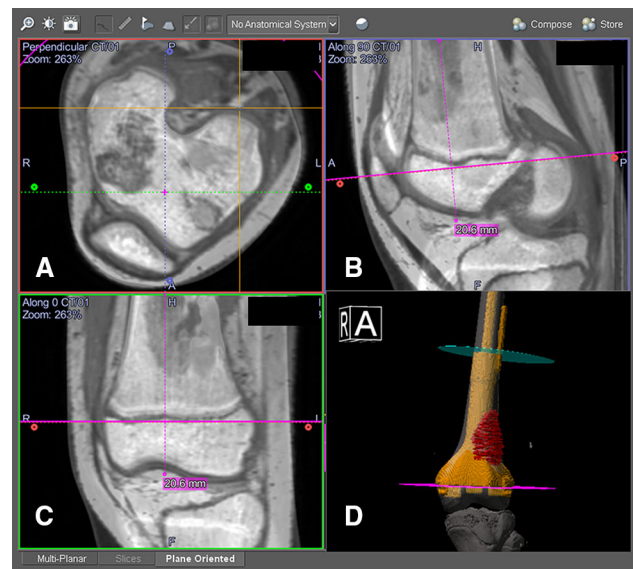 No Anatomical System
Compose
Store
Perpendicular CT/01
Zoom: 263%
P
R
L
A
A
Along 90 CT/01
Zoom: 263%
H
A
P
20.6 mm
B
F
Along 0 CT/01
Zoom: 263%
H
R
L
20.6 mm
C
F
R A
D
Multi-Planar
Slices
Plane Oriented